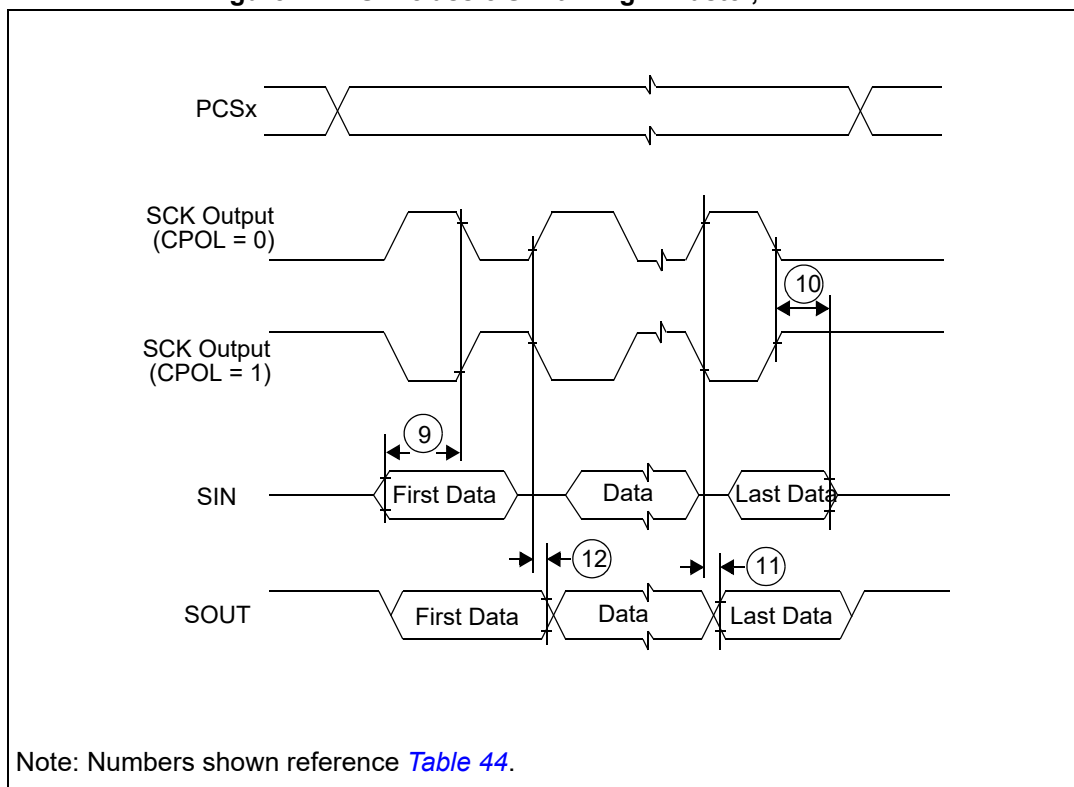 PCSx
SCK Output
(CPOL = 0)
10
SCK Output
(CPOL = 1)
9
SIN
First Data
Data
Last Data
12
11
SOUT
First Data
Data
Last Data
Note: Numbers shown reference Table 44.